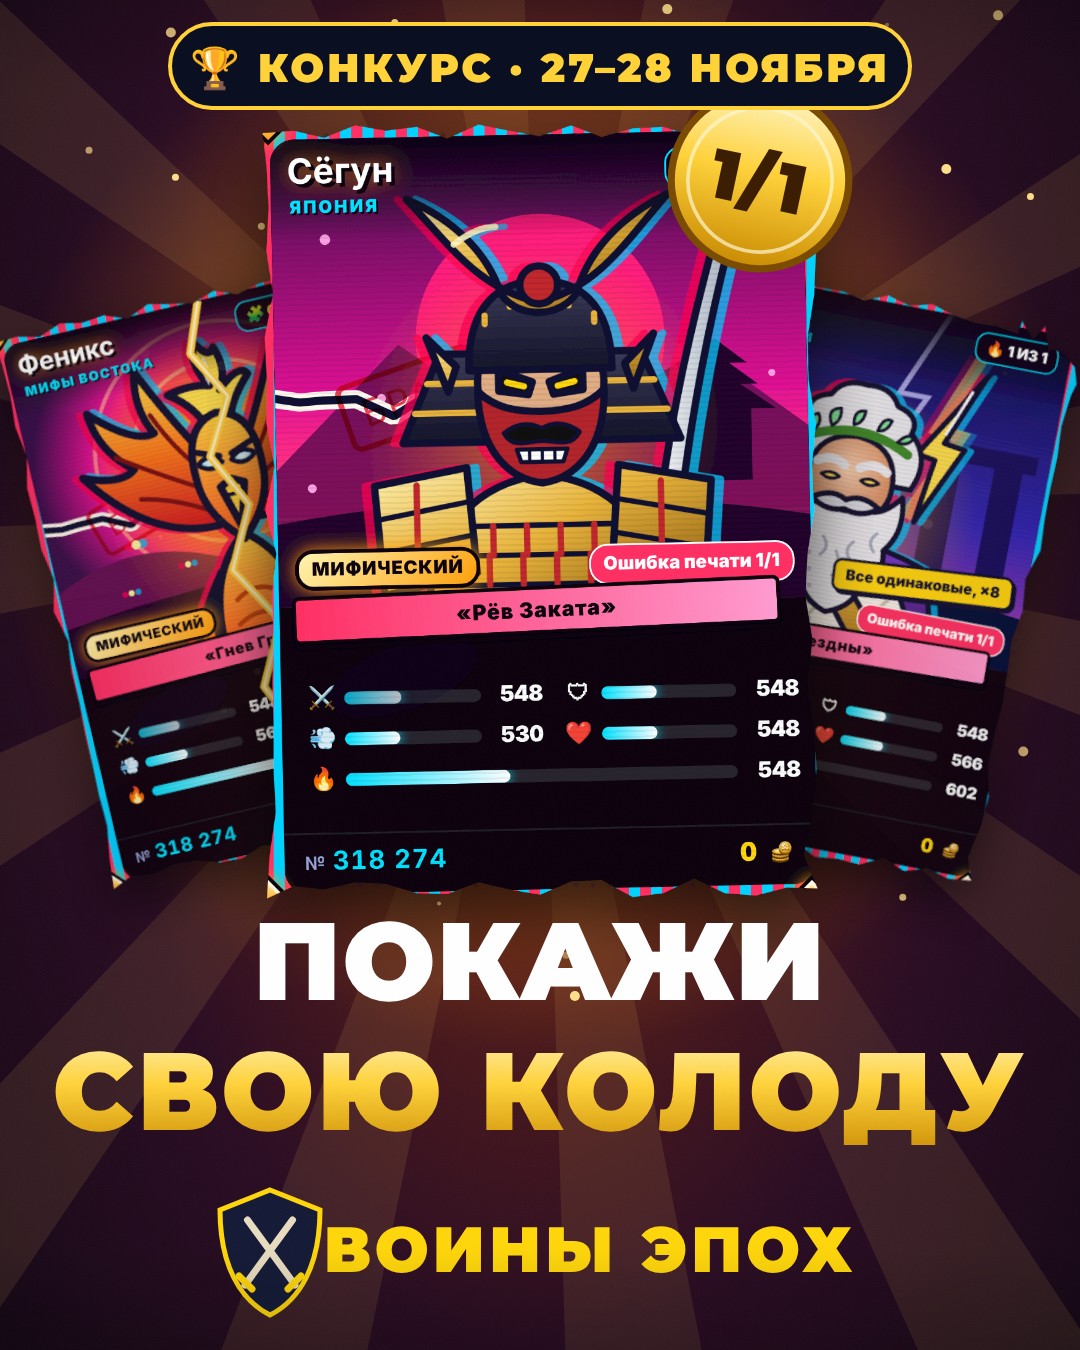 🏆 КОНКУРС • 27–28 НОЯБРЯ
1/1
Сёгун
ЯПОНИЯ
МИФИЧЕСКИЙ
Ошибка печати 1/1
«Рёв Заката»
⚔️ 548 🛡 548
💨 530 ❤️ 548
🔥 548
№ 318 274
0
Феникс
МИФЫ ВОСТОКА
МИФИЧЕСКИЙ
«Гнев
№ 318 274
🔥 1 ИЗ 1
Все одинаковые, ×8
Ошибка печати 1/1
548
566
602
0
ПОКАЖИ
СВОЮ КОЛОДУ
ВОИНЫ ЭПОХ